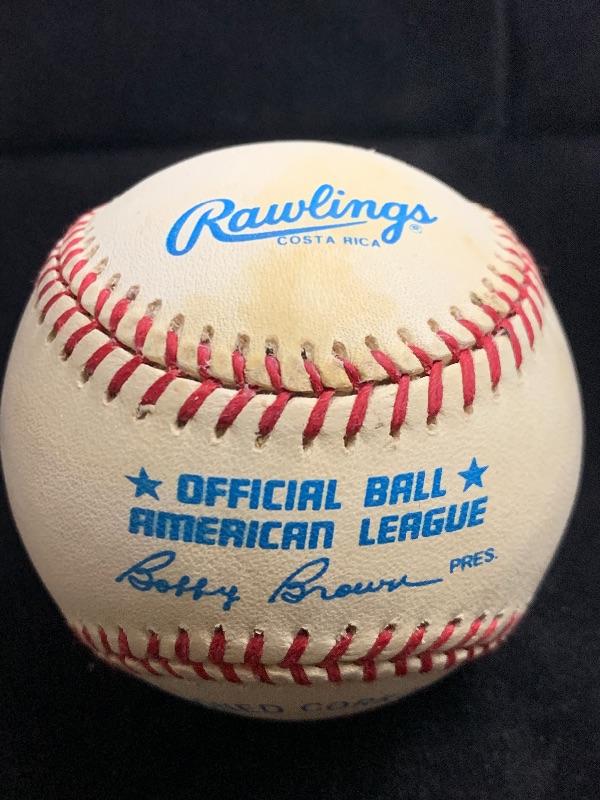 Rawlings®
COSTA RICA
★ OFFICIAL BALL ★
AMERICAN LEAGUE
Bobby Brown PRES.